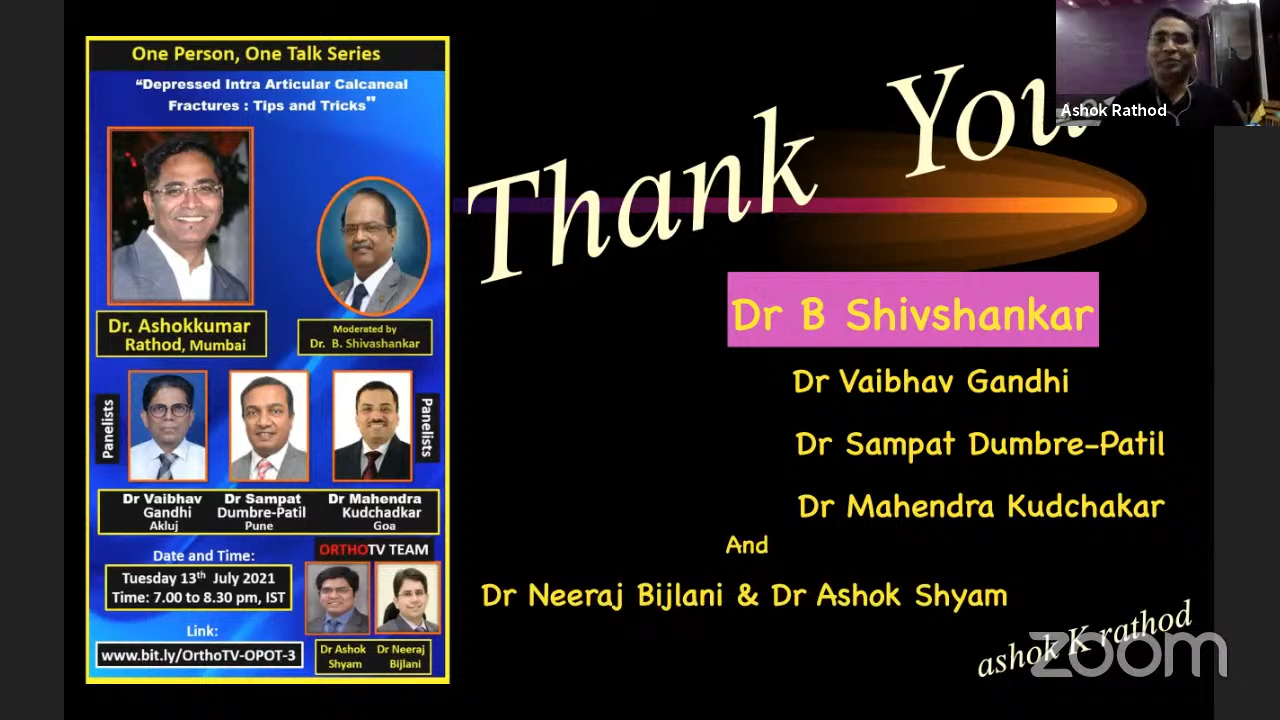 One Person, One Talk Series
“Depressed Intra Articular Calcaneal
Fractures : Tips and Tricks"
Dr. Ashokkumar
Rathod, Mumbai
Moderated by
Dr. B. Shivashankar
Panelists
Panelists
Dr Vaibhav
Gandhi
Akluj
Dr Sampat
Dumbre-Patil
Pune
Dr Mahendra
Kudchadkar
Goa
Date and Time:
Tuesday 13th July 2021
Time: 7.00 to 8.30 pm, IST
Link:
www.bit.ly/OrthoTV-OPOT-3
ORTHOTV TEAM
Dr Ashok
Shyam
Dr Neeraj
Bijlani
Thank You
Ashok Rathod
Dr B Shivshankar
Dr Vaibhav Gandhi
Dr Sampat Dumbre-Patil
Dr Mahendra Kudchakar
And
Dr Neeraj Bijlani & Dr Ashok Shyam
ashok K rathod
zoom